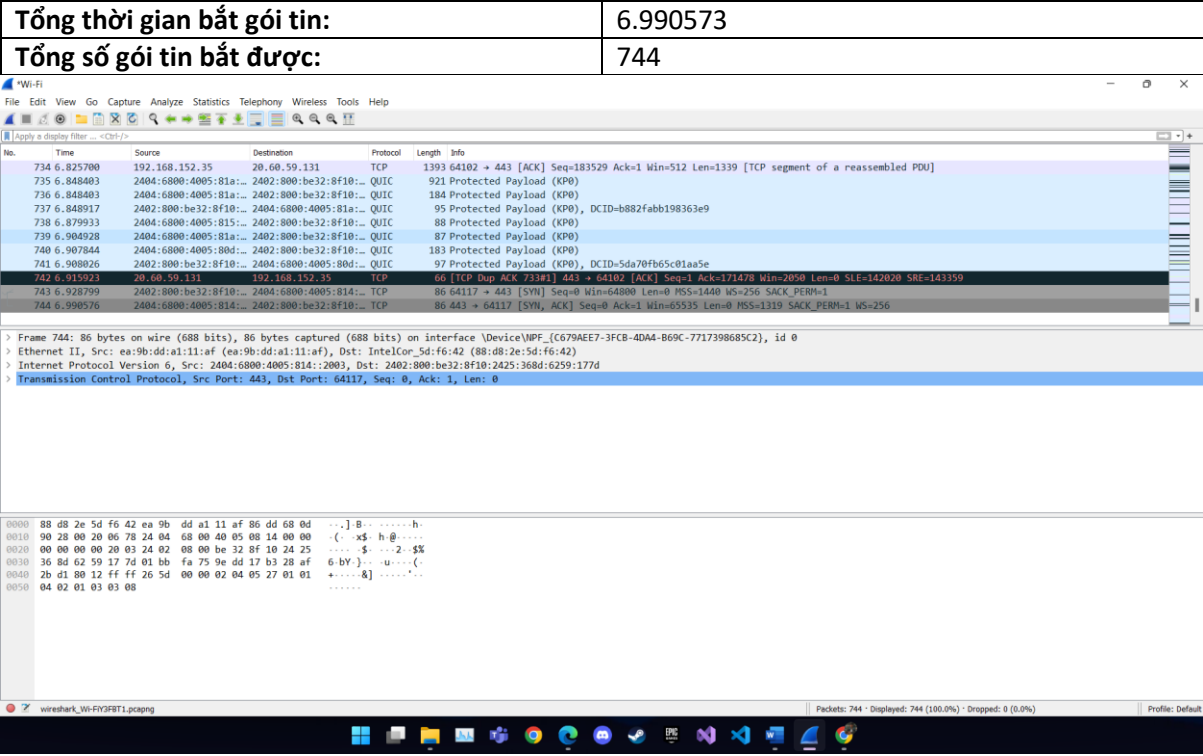 Tổng thời gian bắt gói tin: 6.990573
Tổng số gói tin bắt được: 744
*Wi-Fi
File Edit View Go Capture Analyze Statistics Telephony Wireless Tools Help
Apply a display filter ... <Ctrl-/>
No. Time Source Destination Protocol Length Info
734 6.825700 192.168.152.35 20.60.59.131 TCP 1393 64102 → 443 [ACK] Seq=183529 Ack=1 Win=512 Len=1339 [TCP segment of a reassembled PDU]
735 6.848403 2404:6800:4005:81a:… 2402:800:be32:8f10:… QUIC 921 Protected Payload (KP0)
736 6.848403 2404:6800:4005:81a:… 2402:800:be32:8f10:… QUIC 184 Protected Payload (KP0)
737 6.848917 2402:800:be32:8f10:… 2404:6800:4005:81a:… QUIC 95 Protected Payload (KP0), DCID=b882fabb198363e9
738 6.879933 2404:6800:4005:815:… 2402:800:be32:8f10:… QUIC 88 Protected Payload (KP0)
739 6.904928 2404:6800:4005:81a:… 2402:800:be32:8f10:… QUIC 87 Protected Payload (KP0)
740 6.907844 2404:6800:4005:80d:… 2402:800:be32:8f10:… QUIC 183 Protected Payload (KP0)
741 6.908026 2402:800:be32:8f10:… 2404:6800:4005:80d:… QUIC 97 Protected Payload (KP0), DCID=5da70fb65c01aa5e
742 6.915923 20.60.59.131 192.168.152.35 TCP 66 [TCP Dup ACK 733#1] 443 → 64102 [ACK] Seq=1 Ack=171478 Win=2050 Len=0 SLE=142020 SRE=143359
743 6.928799 2402:800:be32:8f10:… 2404:6800:4005:814:… TCP 86 64117 → 443 [SYN] Seq=0 Win=64800 Len=0 MSS=1440 WS=256 SACK_PERM=1
744 6.990576 2404:6800:4005:814:… 2402:800:be32:8f10:… TCP 86 443 → 64117 [SYN, ACK] Seq=0 Ack=1 Win=65535 Len=0 MSS=1319 SACK_PERM=1 WS=256
> Frame 744: 86 bytes on wire (688 bits), 86 bytes captured (688 bits) on interface \Device\NPF_{C679AEE7-3FCB-4DA4-B69C-7717398685C2}, id 0
> Ethernet II, Src: ea:9b:dd:a1:11:af (ea:9b:dd:a1:11:af), Dst: IntelCor_5d:f6:42 (88:d8:2e:5d:f6:42)
> Internet Protocol Version 6, Src: 2404:6800:4005:814::2003, Dst: 2402:800:be32:8f10:2425:368d:6259:177d
> Transmission Control Protocol, Src Port: 443, Dst Port: 64117, Seq: 0, Ack: 1, Len: 0
0000 88 d8 2e 5d f6 42 ea 9b dd a1 11 af 86 dd 68 0d ··.]·B·· ······h·
0010 90 28 00 20 06 78 24 04 68 00 40 05 08 14 00 00 ·(· ·x$· h·@·····
0020 00 00 00 00 20 03 24 02 08 00 be 32 8f 10 24 25 ···· ·$· ···2··$%
0030 36 8d 62 59 17 7d 01 bb fa 75 9e dd 17 b3 28 af 6·bY·}·· ·u····(·
0040 2b d1 80 12 ff ff 26 5d 00 00 02 04 05 27 01 01 +·····&] ·····'··
0050 04 02 01 03 03 08 ······
wireshark_Wi-FiY3FBT1.pcapng Packets: 744 · Displayed: 744 (100.0%) · Dropped: 0 (0.0%) Profile: Default
EPIC